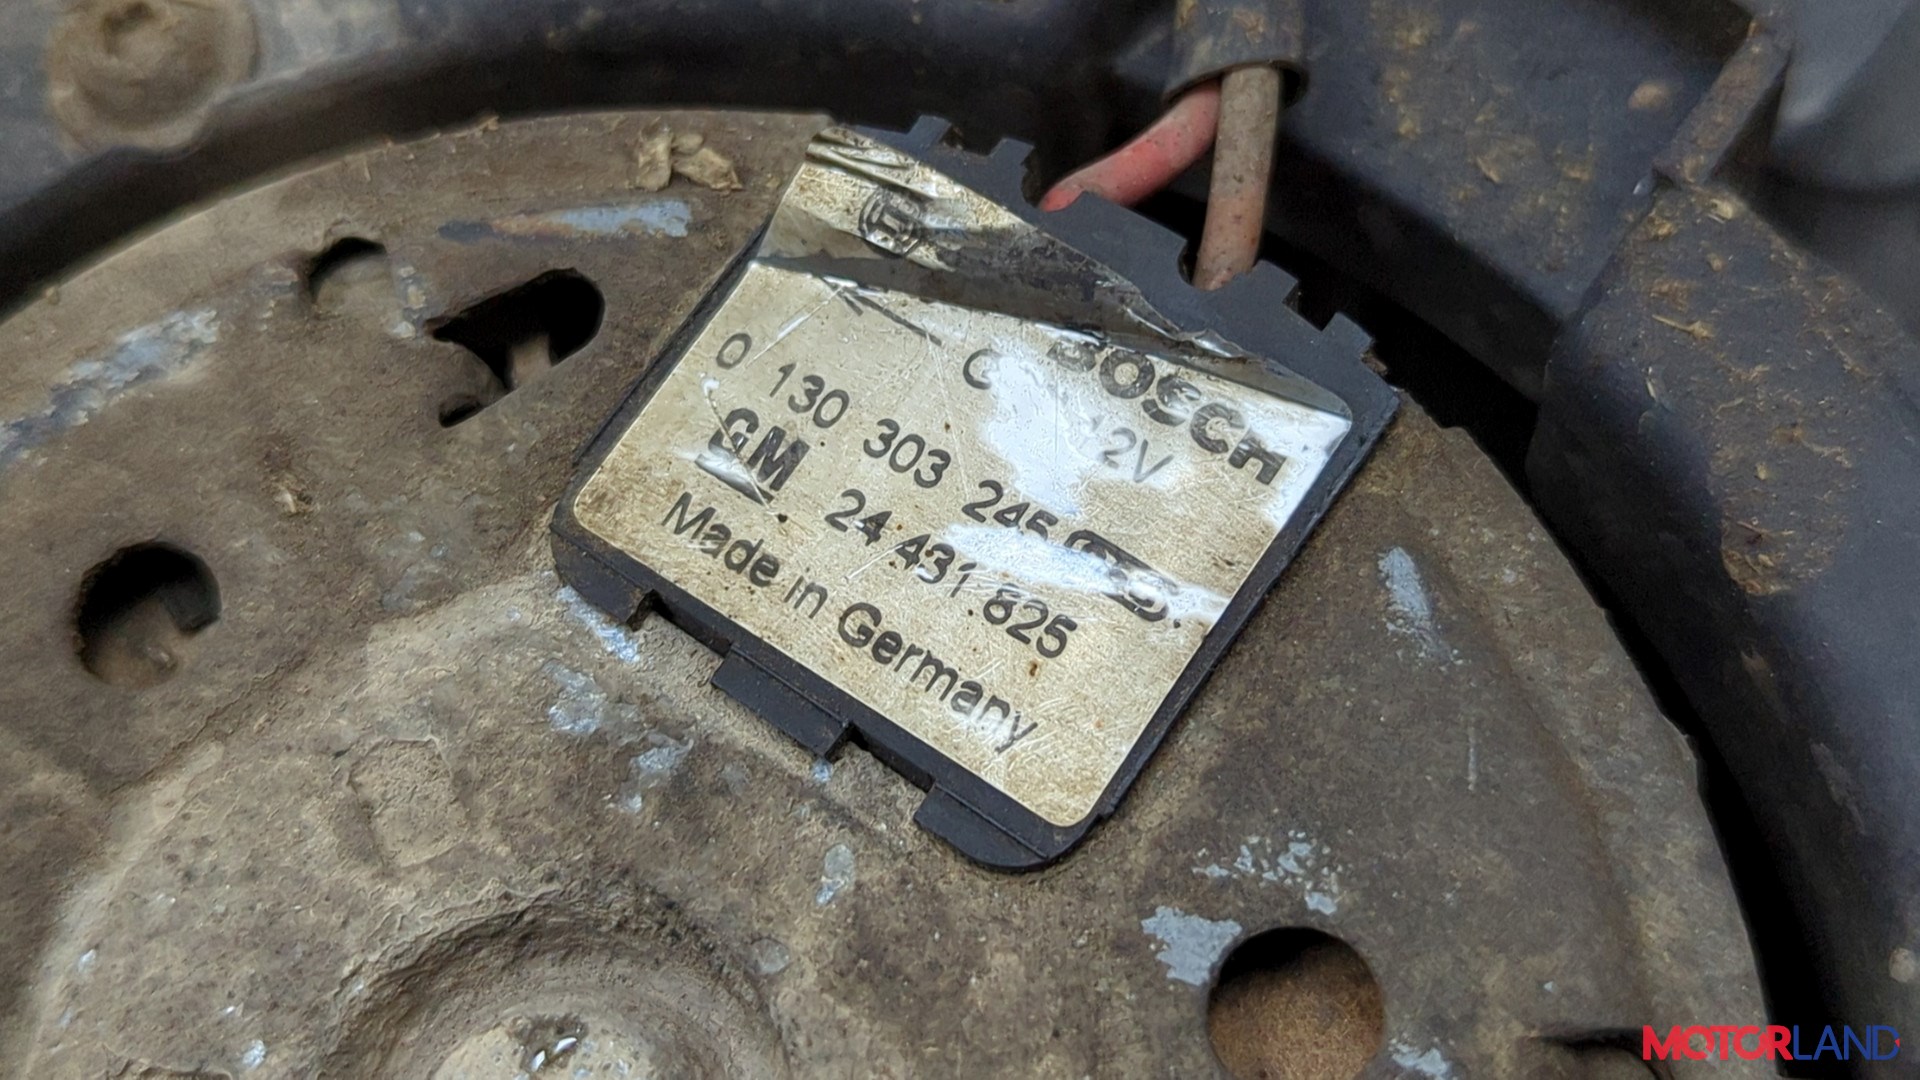 BOSCH
12V
0 130 303 245
GM 24 431 825
Made in Germany
MOTORLAND